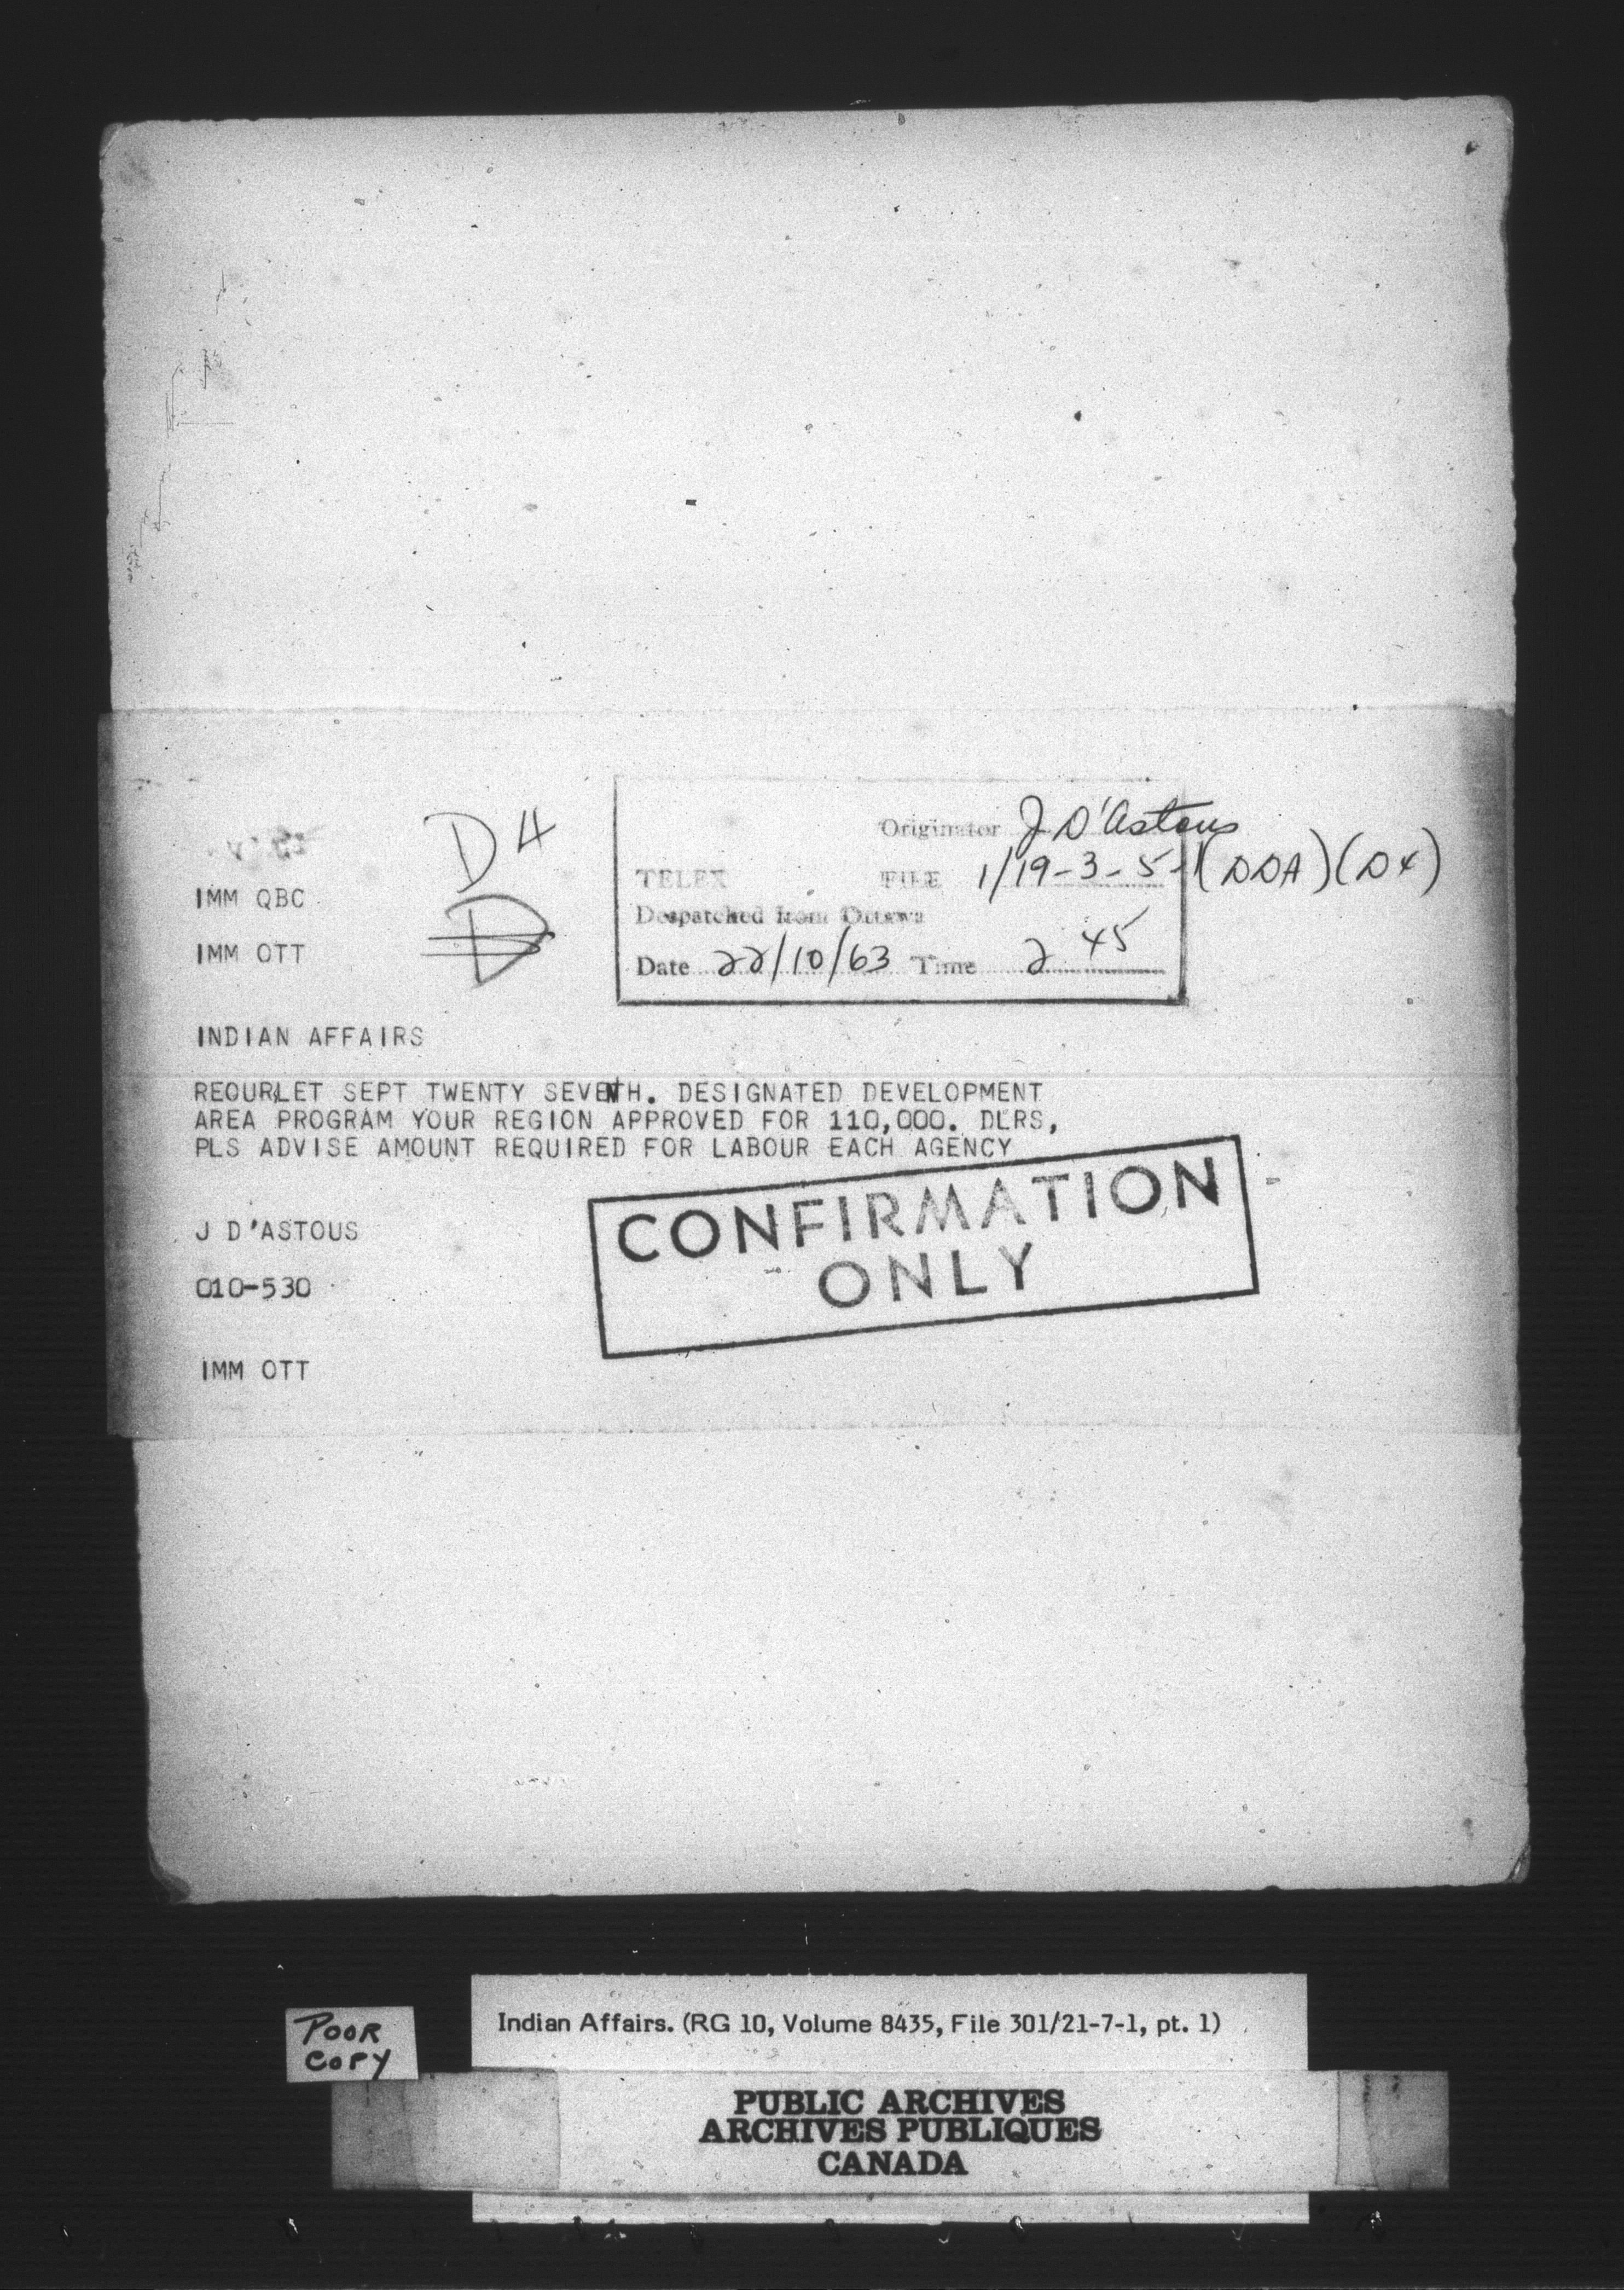 D4
Originator J D'Astous
TELEX FILE 1/19-3-5-1 (DDA) (D4)
IMM QBC
D
Despatched from Ottawa
IMM OTT
Date 22/10/63 Time 2 45
INDIAN AFFAIRS
REOURLET SEPT TWENTY SEVENTH. DESIGNATED DEVELOPMENT
AREA PROGRAM YOUR REGION APPROVED FOR 110,000. DLRS,
PLS ADVISE AMOUNT REQUIRED FOR LABOUR EACH AGENCY
CONFIRMATION
ONLY
J D'ASTOUS
010-530
IMM OTT
POOR
COPY
Indian Affairs. (RG 10, Volume 8435, File 301/21-7-1, pt. 1)
PUBLIC ARCHIVES
ARCHIVES PUBLIQUES
CANADA